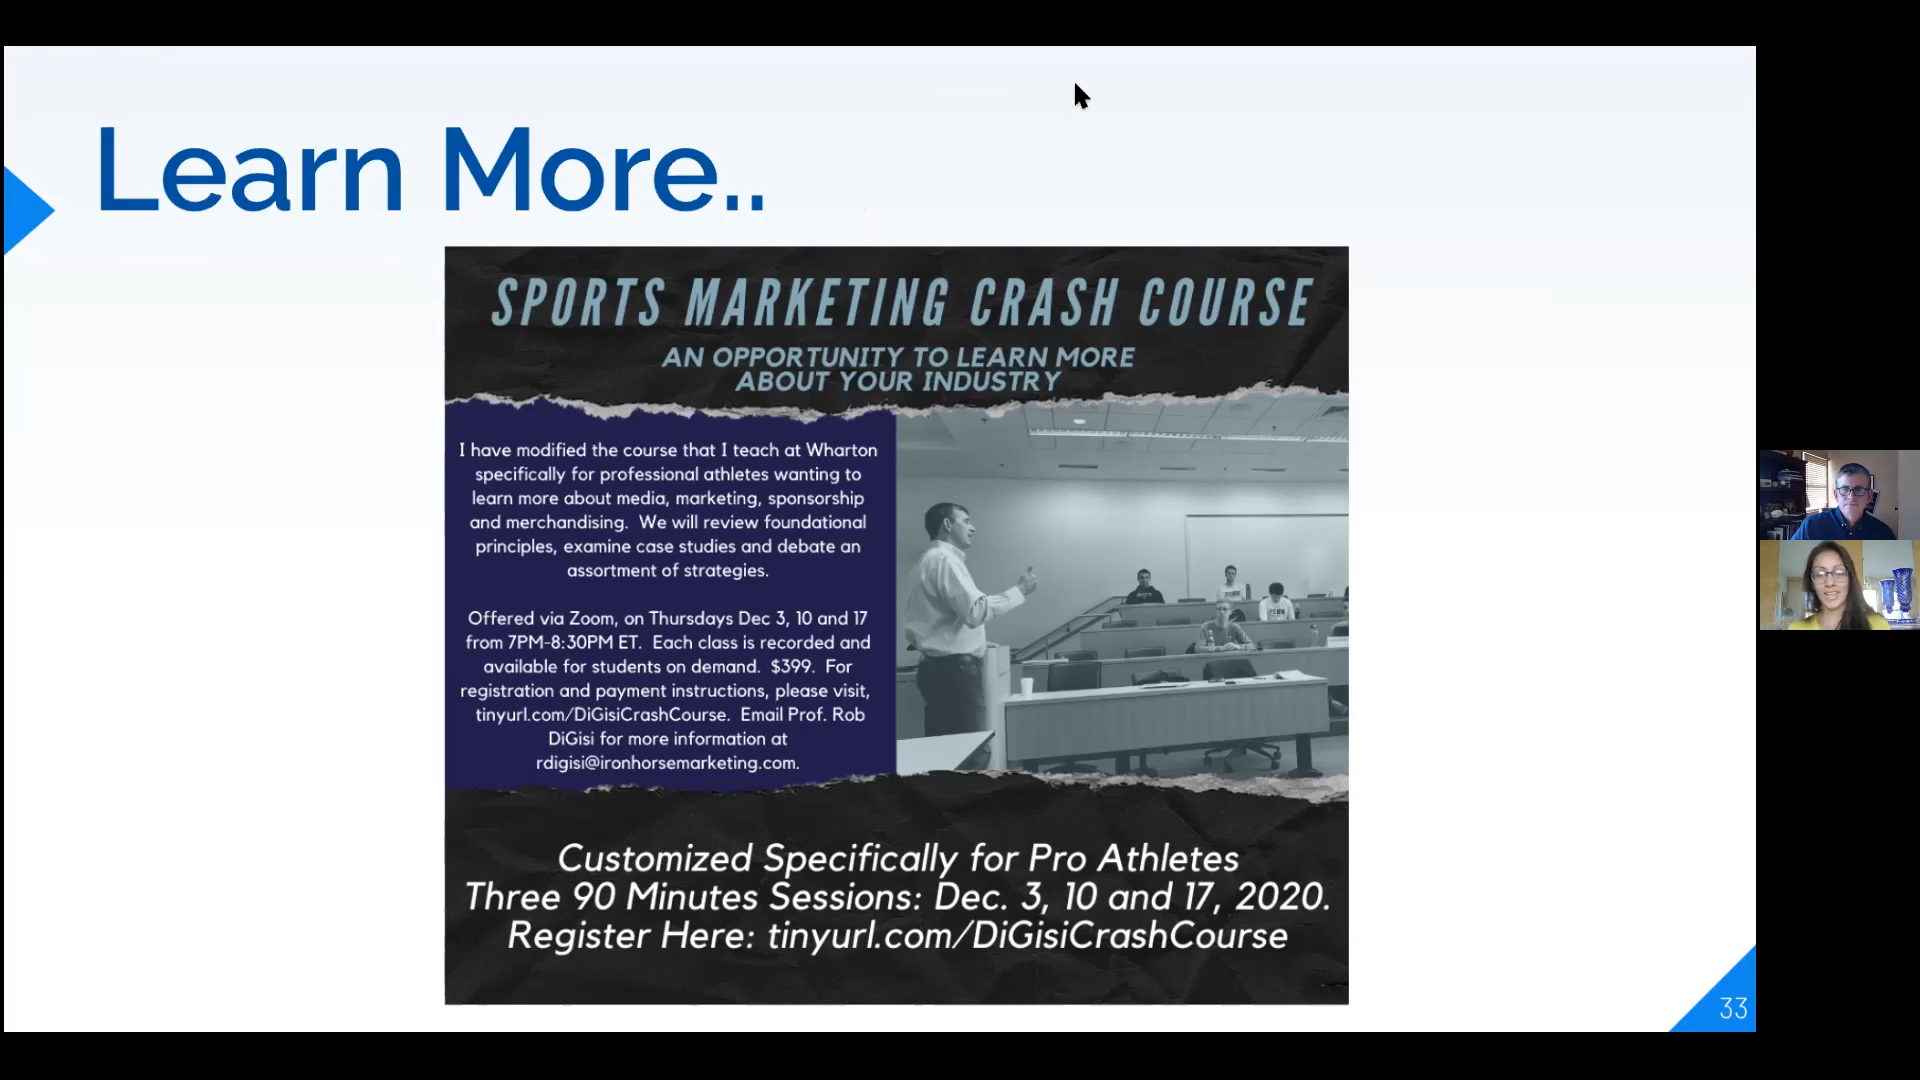 Learn More..
SPORTS MARKETING CRASH COURSE
AN OPPORTUNITY TO LEARN MORE
ABOUT YOUR INDUSTRY
I have modified the course that I teach at Wharton
specifically for professional athletes wanting to
learn more about media, marketing, sponsorship
and merchandising. We will review foundational
principles, examine case studies and debate an
assortment of strategies.
Offered via Zoom, on Thursdays Dec 3, 10 and 17
from 7PM-8:30PM ET. Each class is recorded and
available for students on demand. $399. For
registration and payment instructions, please visit,
tinyurl.com/DiGisiCrashCourse. Email Prof. Rob
DiGisi for more information at
rdigisi@ironhorsemarketing.com.
PENN
Customized Specifically for Pro Athletes
Three 90 Minutes Sessions: Dec. 3, 10 and 17, 2020.
Register Here: tinyurl.com/DiGisiCrashCourse
33